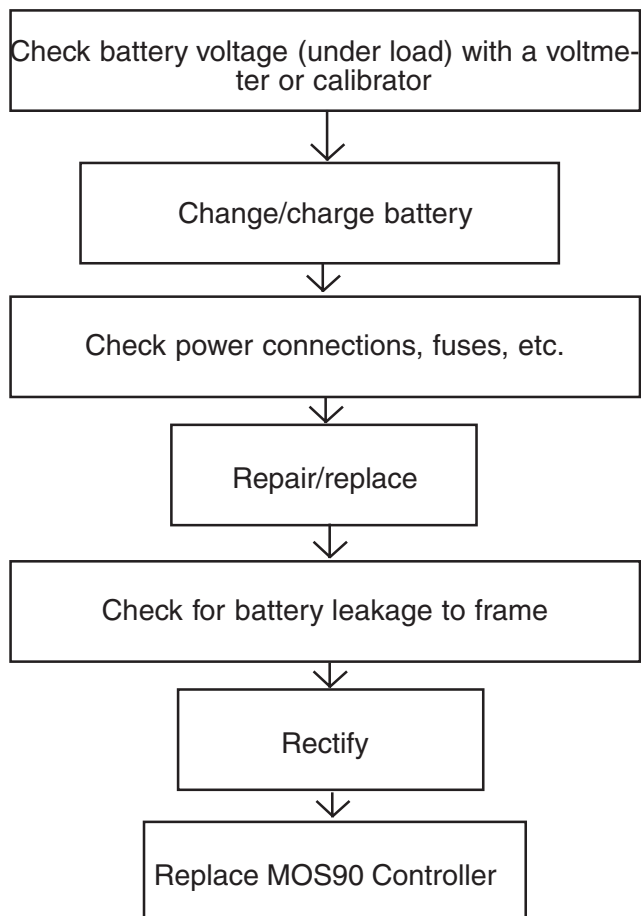 Check battery voltage (under load) with a voltme-
ter or calibrator
Change/charge battery
Check power connections, fuses, etc.
Repair/replace
Check for battery leakage to frame
Rectify
Replace MOS90 Controller